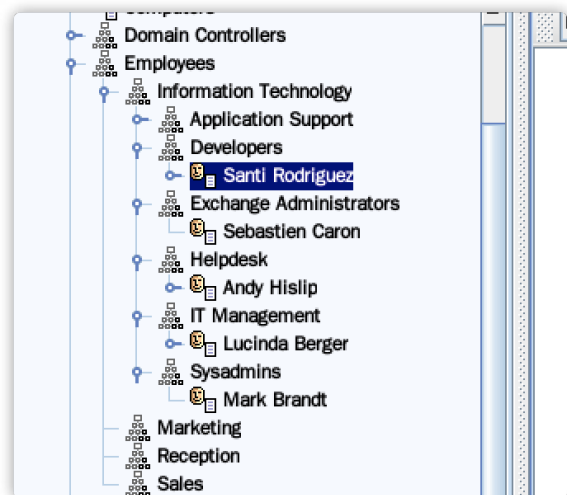 Computers
Domain Controllers
Employees
Information Technology
Application Support
Developers
Santi Rodriguez
Exchange Administrators
Sebastien Caron
Helpdesk
Andy Hislip
IT Management
Lucinda Berger
Sysadmins
Mark Brandt
Marketing
Reception
Sales